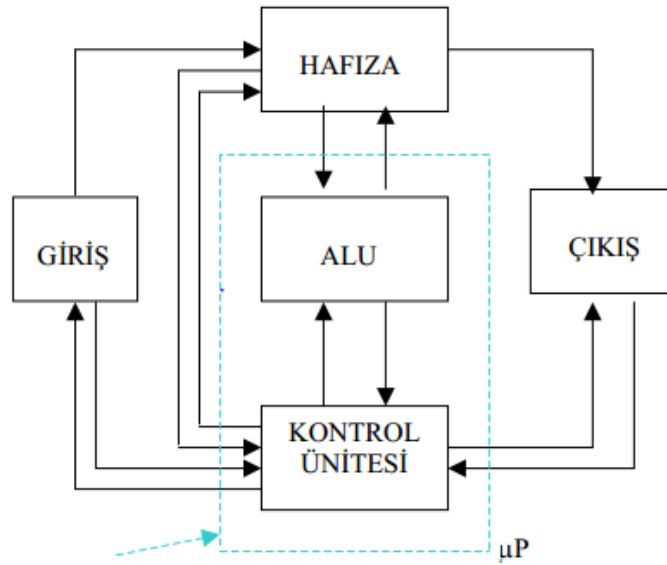 HAFIZA
GİRİŞ
ALU
ÇIKIŞ
KONTROL
ÜNİTESİ
µP